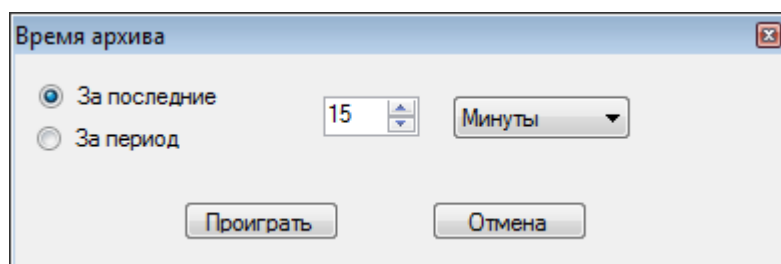 Время архива
За последние
15
Минуты
За период
Проиграть
Отмена